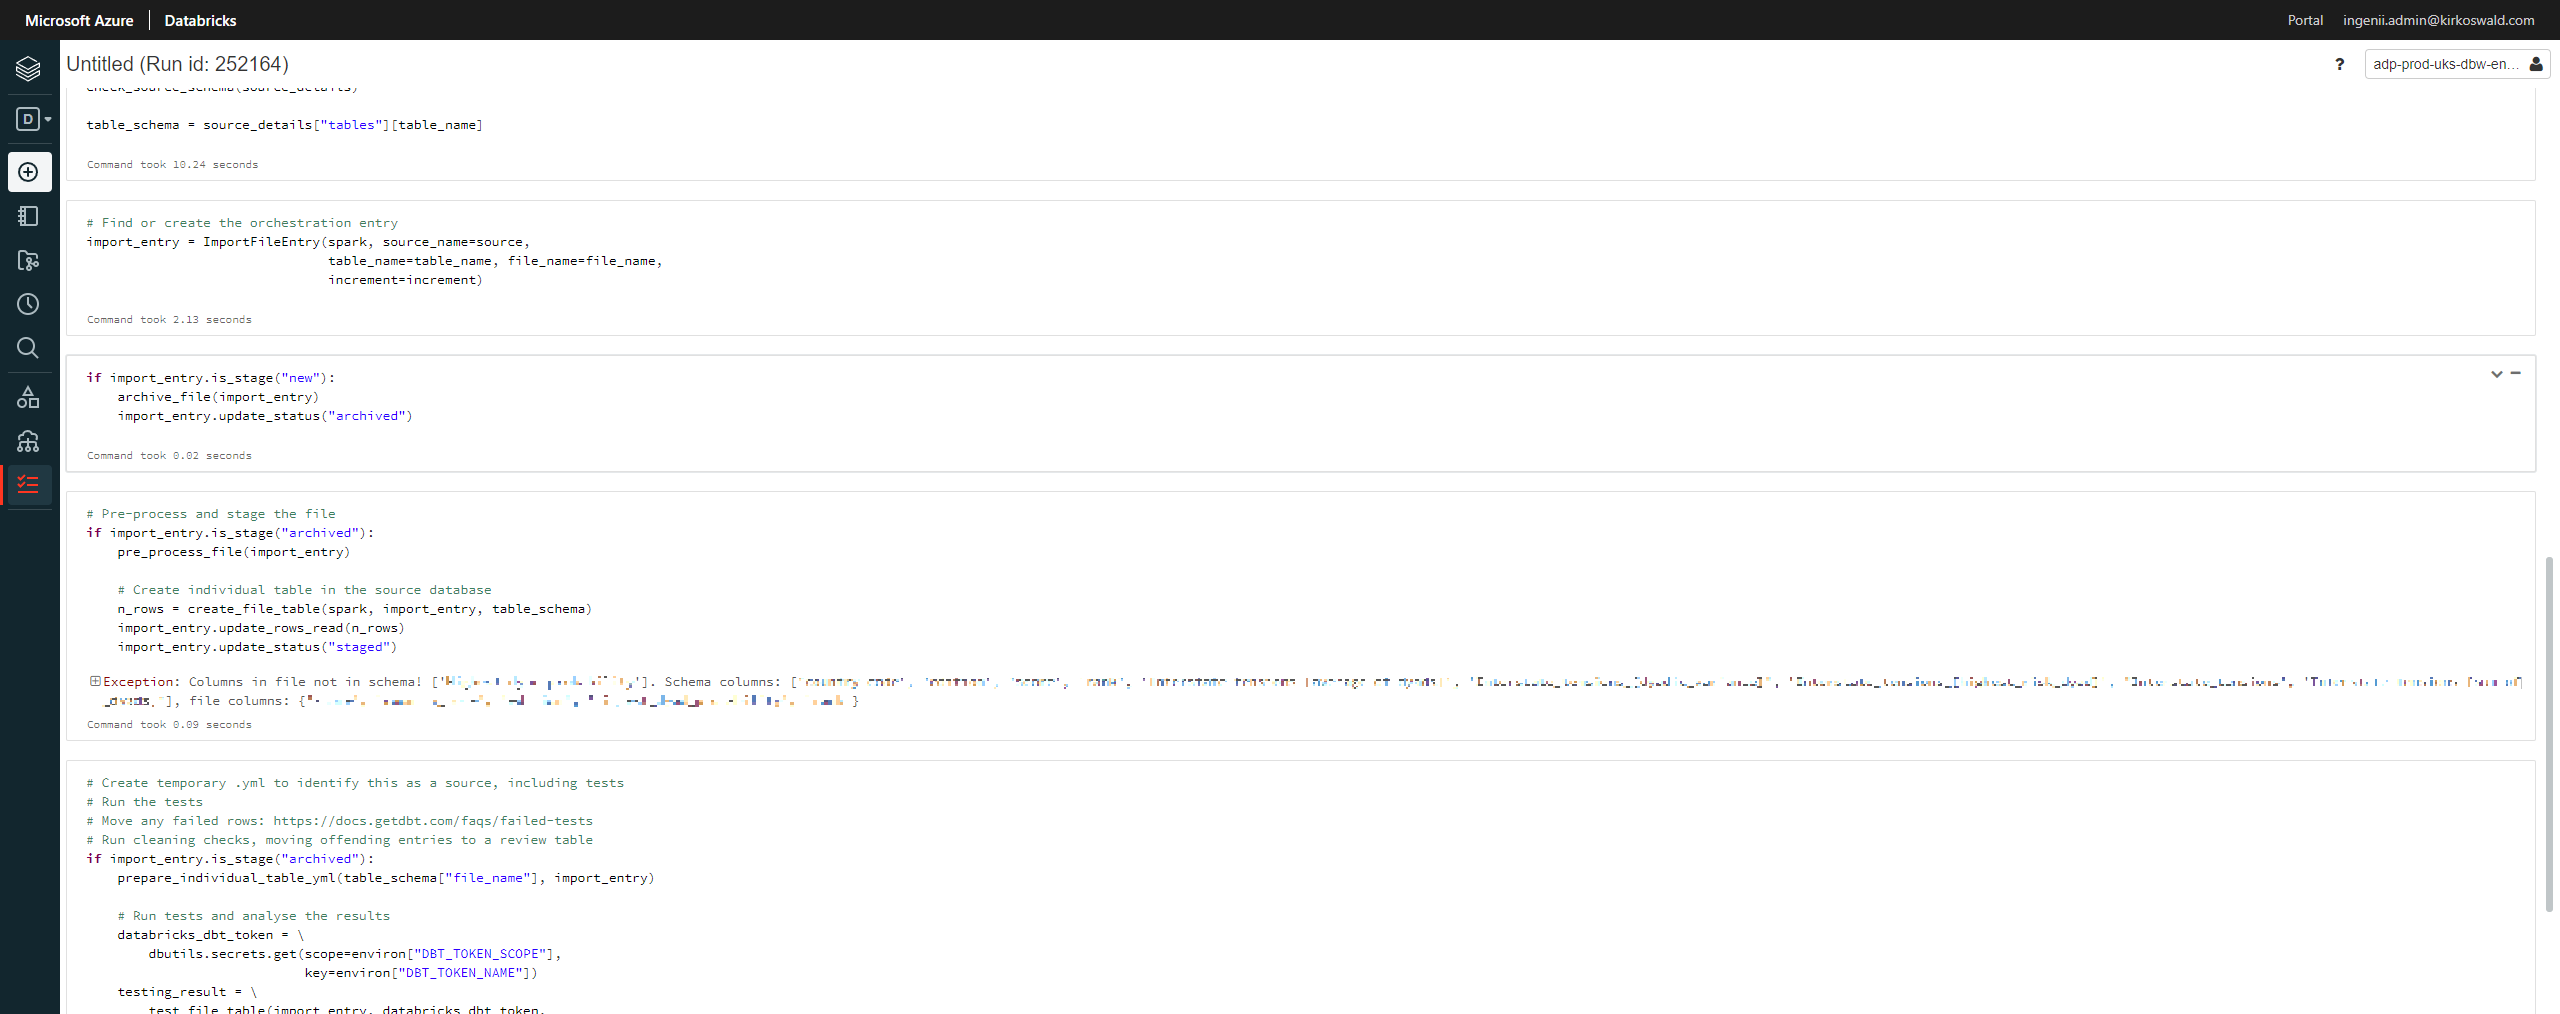 Microsoft Azure | Databricks
Portal ingenii.admin@kirkoswald.com
Untitled (Run id: 252164)
? adp-prod-uks-dbw-en...
D
check_source_schema(source_details)
table_schema = source_details["tables"][table_name]
Command took 10.24 seconds
# Find or create the orchestration entry
import_entry = ImportFileEntry(spark, source_name=source,
table_name=table_name, file_name=file_name,
increment=increment)
Command took 2.13 seconds
if import_entry.is_stage("new"):
archive_file(import_entry)
import_entry.update_status("archived")
Command took 0.02 seconds
# Pre-process and stage the file
if import_entry.is_stage("archived"):
pre_process_file(import_entry)
# Create individual table in the source database
n_rows = create_file_table(spark, import_entry, table_schema)
import_entry.update_rows_read(n_rows)
import_entry.update_status("staged")
Exception: Columns in file not in schema! ['']. Schema columns: ['
'], file columns: {" }
Command took 0.09 seconds
# Create temporary .yml to identify this as a source, including tests
# Run the tests
# Move any failed rows: https://docs.getdbt.com/faqs/failed-tests
# Run cleaning checks, moving offending entries to a review table
if import_entry.is_stage("archived"):
prepare_individual_table_yml(table_schema["file_name"], import_entry)
# Run tests and analyse the results
databricks_dbt_token = \
dbutils.secrets.get(scope=environ["DBT_TOKEN_SCOPE"],
key=environ["DBT_TOKEN_NAME"])
testing_result = \
test_file_table(import_entry, databricks_dbt_token,